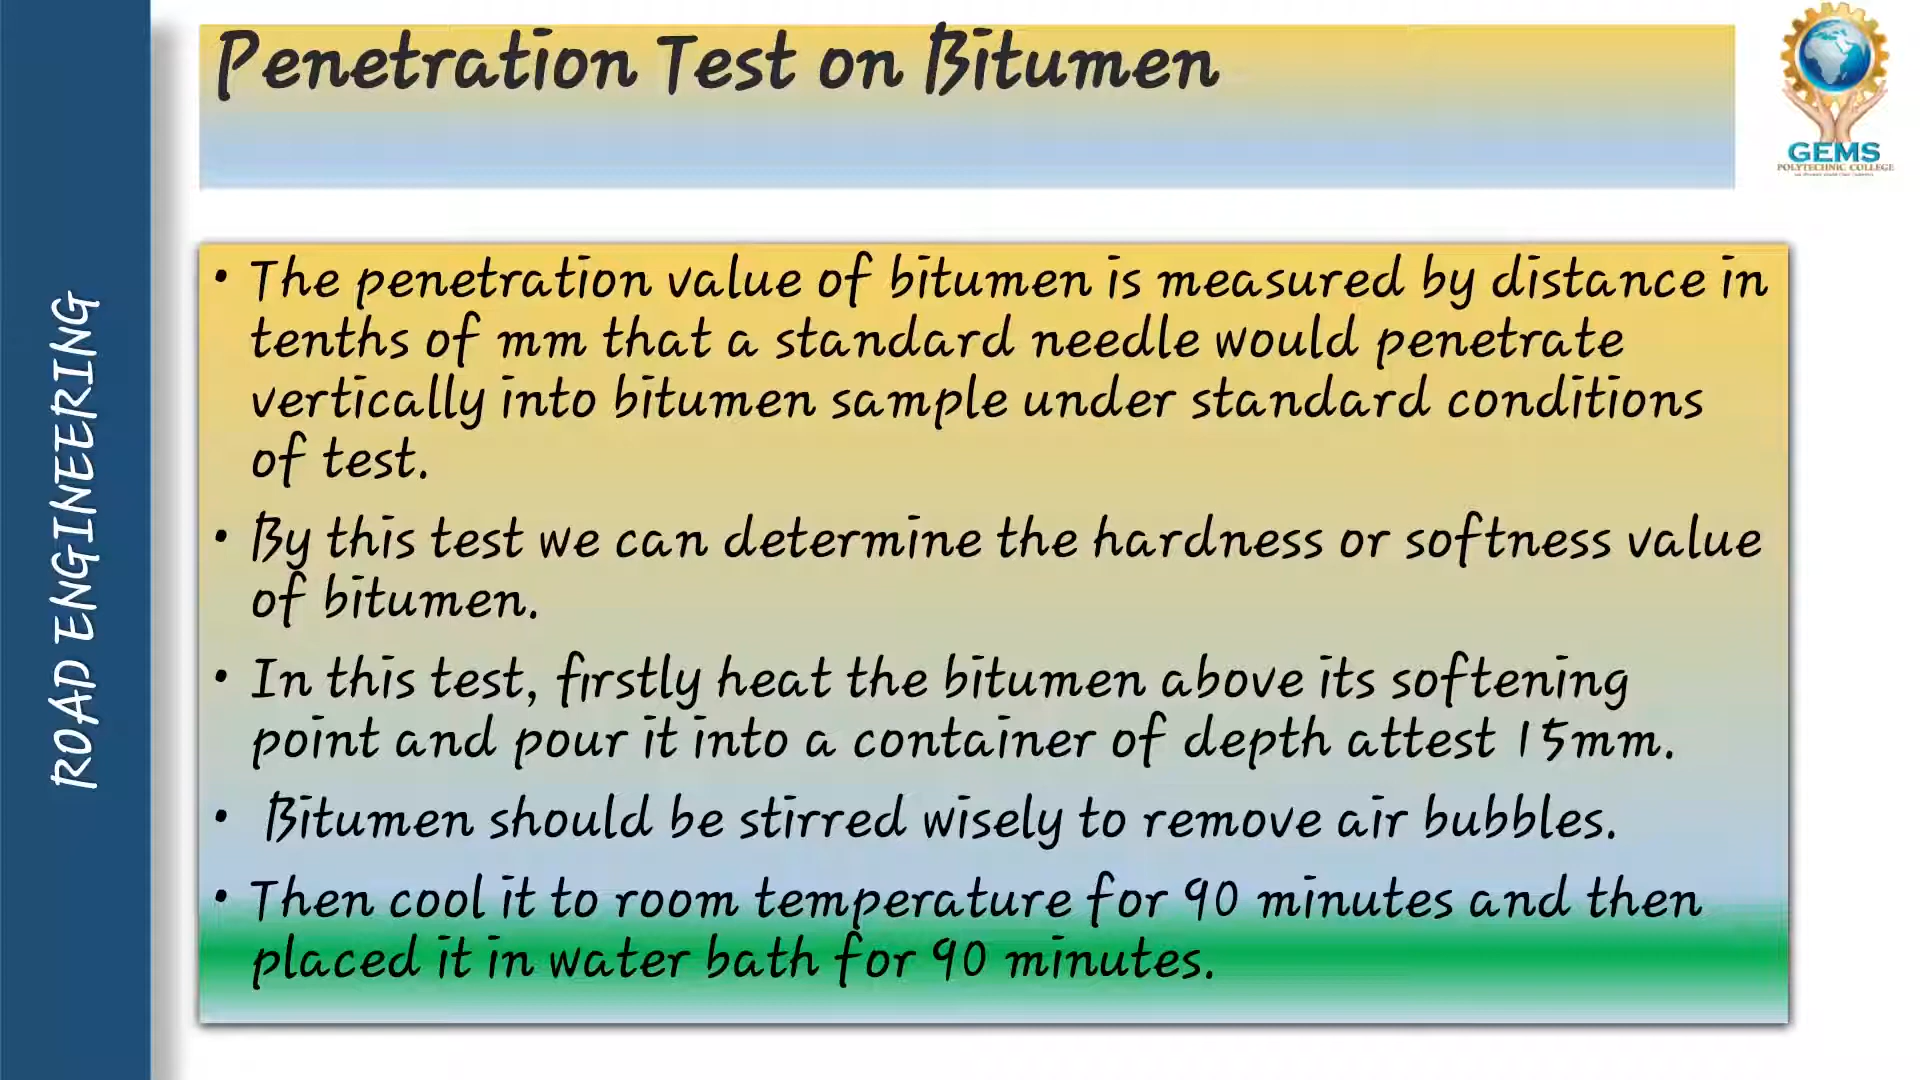 Penetration Test on Bitumen
GEMS
POLYTECHNIC COLLEGE
ROAD ENGINEERING
• The penetration value of bitumen is measured by distance in
tenths of mm that a standard needle would penetrate
vertically into bitumen sample under standard conditions
of test.
• By this test we can determine the hardness or softness value
of bitumen.
• In this test, firstly heat the bitumen above its softening
point and pour it into a container of depth attest 15mm.
• Bitumen should be stirred wisely to remove air bubbles.
• Then cool it to room temperature for 90 minutes and then
placed it in water bath for 90 minutes.